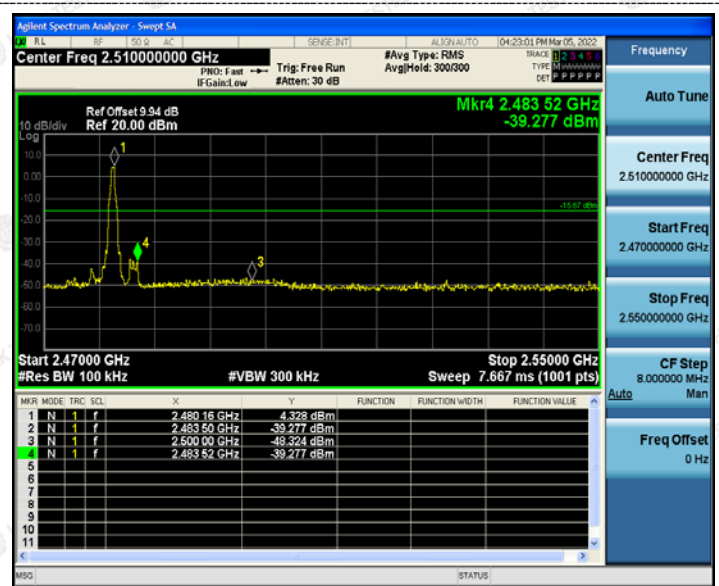 Agilent Spectrum Analyzer - Swept SA
RL RF 50 Ω AC SENSE:INT ALIGNAUTO 04:23:01 PM Mar 05, 2022
Center Freq 2.510000000 GHz #Avg Type: RMS TRACE 1 2 3 4 5 6
PNO: Fast Trig: Free Run Avg|Hold: 300/300 TYPE M W W W W W
IFGain:Low #Atten: 30 dB DET P P P P P P
Mkr4 2.483 52 GHz
-39.277 dBm
Ref Offset 9.94 dB
10 dB/div Ref 20.00 dBm
Log
10.0
0.00
-10.0
-20.0
-30.0
-40.0
-50.0
-60.0
-70.0
1
4
3
-15.67 dBm
Start 2.47000 GHz Stop 2.55000 GHz
#Res BW 100 kHz #VBW 300 kHz Sweep 7.667 ms (1001 pts)
MKR MODE TRC SCL X Y FUNCTION FUNCTION WIDTH FUNCTION VALUE
1 N 1 f 2.480 16 GHz 4.328 dBm
2 N 1 f 2.483 50 GHz -39.277 dBm
3 N 1 f 2.500 00 GHz -48.324 dBm
4 N 1 f 2.483 52 GHz -39.277 dBm
5
6
7
8
9
10
11
MSG STATUS
Frequency
Auto Tune
Center Freq
2.510000000 GHz
Start Freq
2.470000000 GHz
Stop Freq
2.550000000 GHz
CF Step
8.000000 MHz
Auto Man
Freq Offset
0 Hz